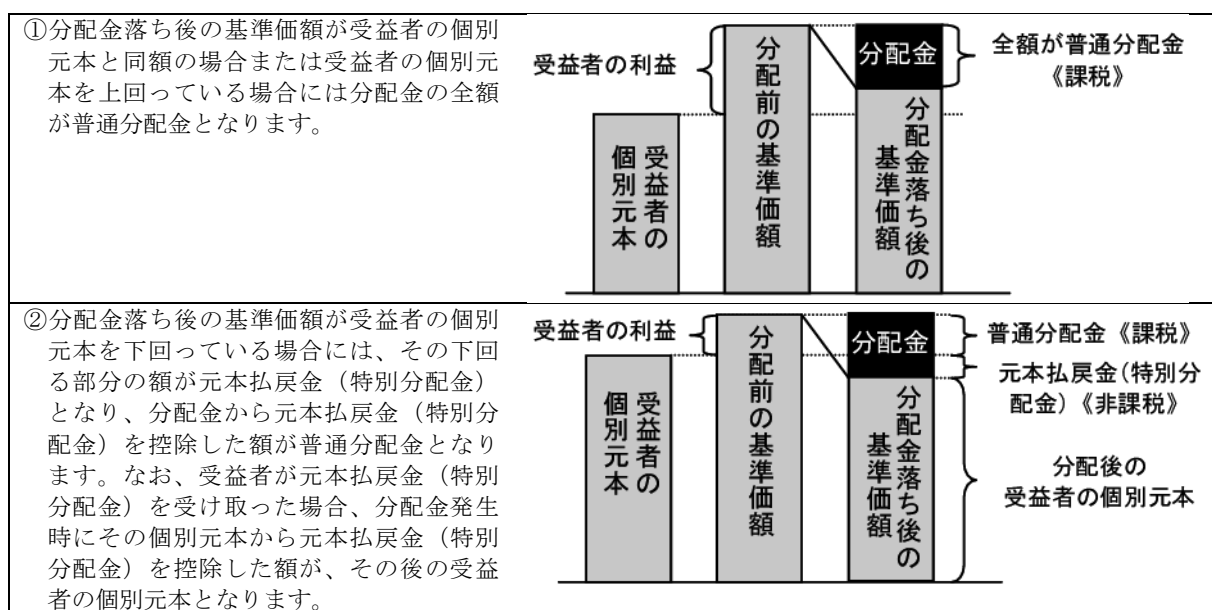 ①分配金落ち後の基準価額が受益者の個別
元本と同額の場合または受益者の個別元
本を上回っている場合には分配金の全額
が普通分配金となります。
受益者の利益
受益者の
個別元本
分配前の基準価額
分配金
分配金落ち後の
基準価額
全額が普通分配金
《課税》
②分配金落ち後の基準価額が受益者の個別
元本を下回っている場合には、その下回
る部分の額が元本払戻金（特別分配金）
となり、分配金から元本払戻金（特別分
配金）を控除した額が普通分配金となり
ます。なお、受益者が元本払戻金（特別
分配金）を受け取った場合、分配金発生
時にその個別元本から元本払戻金（特別
分配金）を控除した額が、その後の受益
者の個別元本となります。
受益者の利益
受益者の
個別元本
分配前の基準価額
分配金
分配金落ち後の
基準価額
普通分配金《課税》
元本払戻金(特別分
配金)《非課税》
分配後の
受益者の個別元本